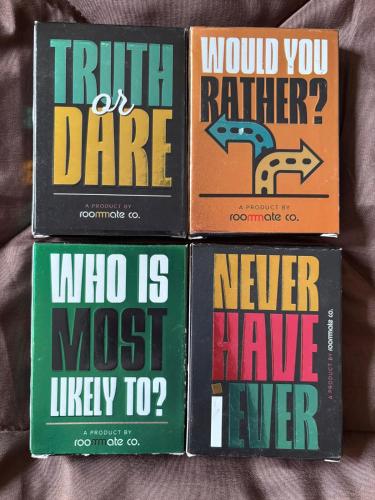 TRUTH
or
DARE
A PRODUCT BY
roommate co.
WOULD YOU
RATHER?
A PRODUCT BY
roommate co.
WHO IS
MOST
LIKELY TO?
A PRODUCT BY
roommate co.
NEVER
HAVE
i EVER
A PRODUCT BY roommate co.